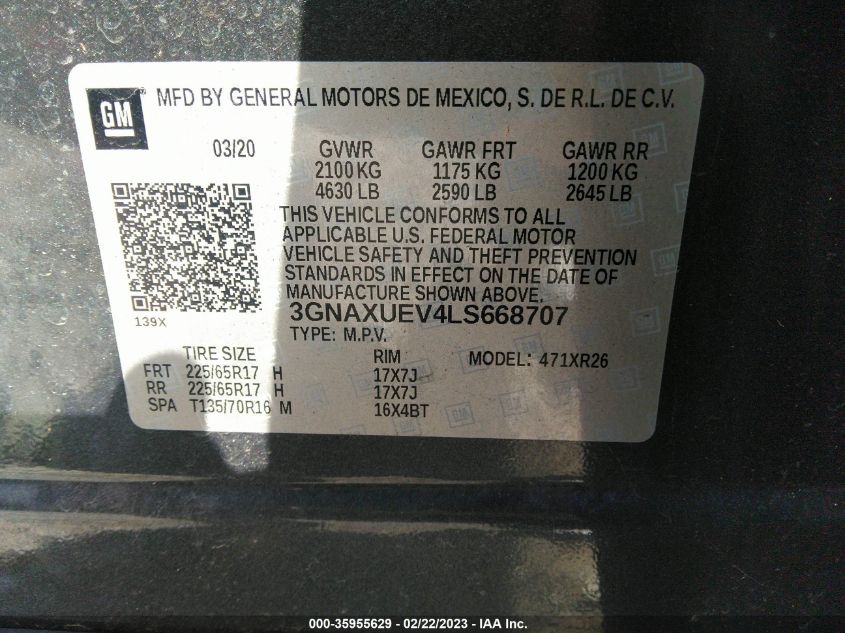 GM MFD BY GENERAL MOTORS DE MEXICO, S. DE R.L. DE C.V.
03/20 GVWR GAWR FRT GAWR RR
2100 KG 1175 KG 1200 KG
4630 LB 2590 LB 2645 LB
THIS VEHICLE CONFORMS TO ALL
APPLICABLE U.S. FEDERAL MOTOR
VEHICLE SAFETY AND THEFT PREVENTION
STANDARDS IN EFFECT ON THE DATE OF
MANUFACTURE SHOWN ABOVE.
139X
3GNAXUEV4LS668707
TYPE: M.P.V.
TIRE SIZE RIM MODEL: 471XR26
FRT 225/65R17 H 17X7J
RR 225/65R17 H 17X7J
SPA T135/70R16 M 16X4BT
000-35955629 - 02/22/2023 - IAA Inc.